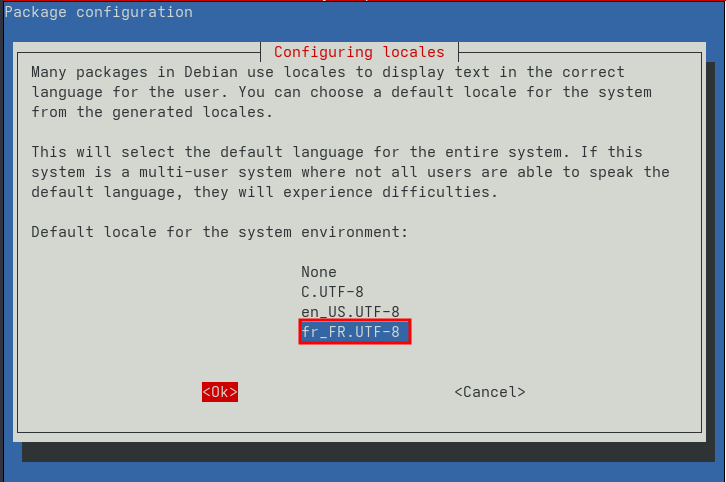 Package configuration
Configuring locales
Many packages in Debian use locales to display text in the correct
language for the user. You can choose a default locale for the system
from the generated locales.
This will select the default language for the entire system. If this
system is a multi-user system where not all users are able to speak the
default language, they will experience difficulties.
Default locale for the system environment:
None
C.UTF-8
en_US.UTF-8
fr_FR.UTF-8
<Ok> <Cancel>